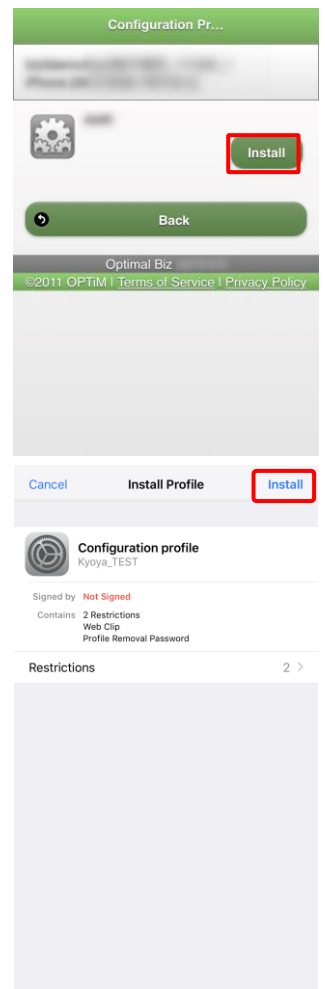 Configuration Pr...
Install
Back
Optimal Biz
©2011 OPTiM | Terms of Service | Privacy Policy
Cancel Install Profile Install
Configuration profile
Kyoya_TEST
Signed by Not Signed
Contains 2 Restrictions
Web Clip
Profile Removal Password
Restrictions 2 >